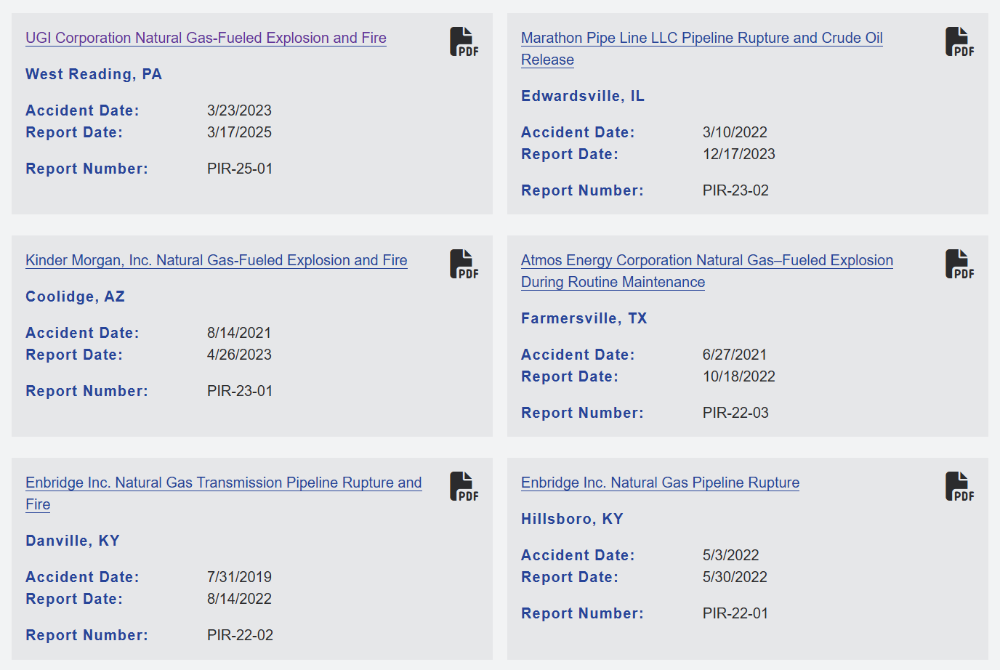 UGI Corporation Natural Gas-Fueled Explosion and Fire
PDF
West Reading, PA
Accident Date: 3/23/2023
Report Date: 3/17/2025
Report Number: PIR-25-01
Marathon Pipe Line LLC Pipeline Rupture and Crude Oil
Release
PDF
Edwardsville, IL
Accident Date: 3/10/2022
Report Date: 12/17/2023
Report Number: PIR-23-02
Kinder Morgan, Inc. Natural Gas-Fueled Explosion and Fire
PDF
Coolidge, AZ
Accident Date: 8/14/2021
Report Date: 4/26/2023
Report Number: PIR-23-01
Atmos Energy Corporation Natural Gas–Fueled Explosion
During Routine Maintenance
PDF
Farmersville, TX
Accident Date: 6/27/2021
Report Date: 10/18/2022
Report Number: PIR-22-03
Enbridge Inc. Natural Gas Transmission Pipeline Rupture and
Fire
PDF
Danville, KY
Accident Date: 7/31/2019
Report Date: 8/14/2022
Report Number: PIR-22-02
Enbridge Inc. Natural Gas Pipeline Rupture
PDF
Hillsboro, KY
Accident Date: 5/3/2022
Report Date: 5/30/2022
Report Number: PIR-22-01